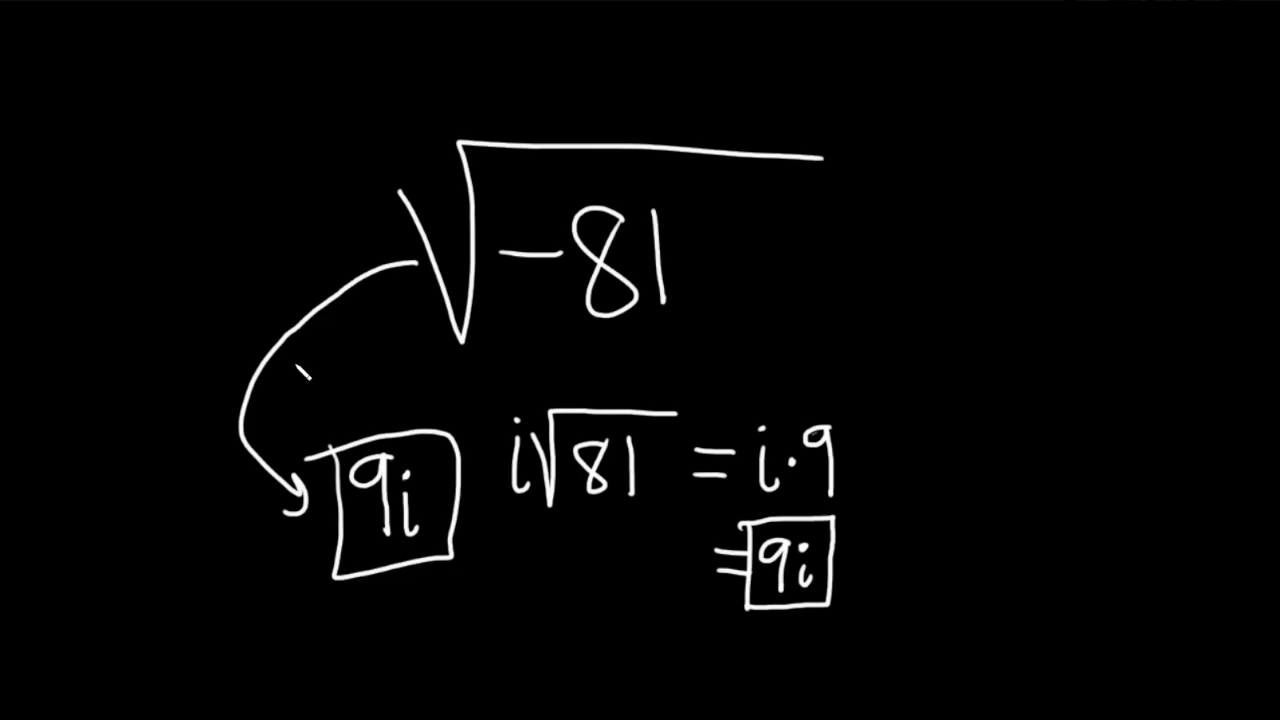 √-81
9i i√81 = i·9
= 9i